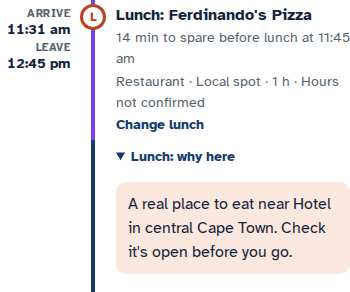 ARRIVE
11:31 am
LEAVE
12:45 pm
L
Lunch: Ferdinando's Pizza
14 min to spare before lunch at 11:45
am
Restaurant · Local spot · 1 h · Hours
not confirmed
Change lunch
▼ Lunch: why here
A real place to eat near Hotel
in central Cape Town. Check
it's open before you go.